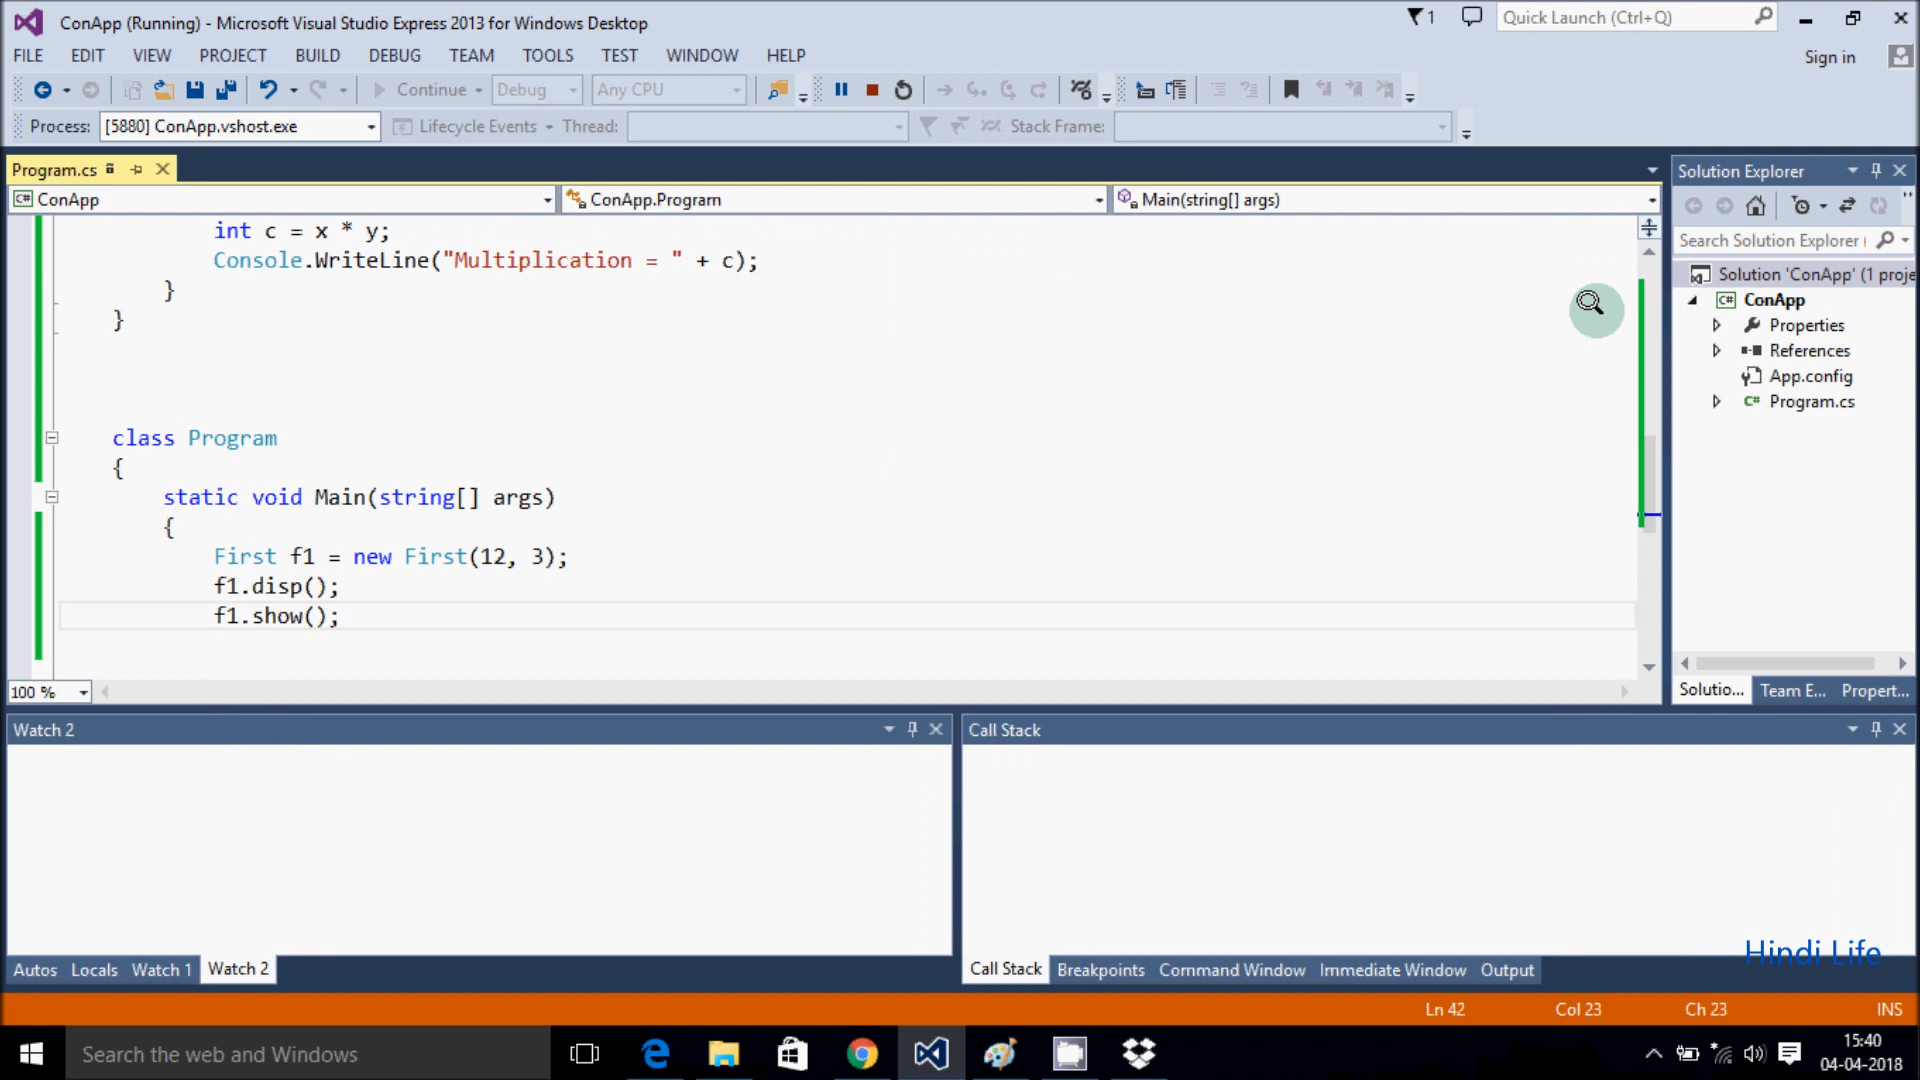 ConApp (Running) - Microsoft Visual Studio Express 2013 for Windows Desktop
1
Quick Launch (Ctrl+Q)
FILE EDIT VIEW PROJECT BUILD DEBUG TEAM TOOLS TEST WINDOW HELP
Sign in
Continue Debug Any CPU
Process: [5880] ConApp.vshost.exe Lifecycle Events Thread: Stack Frame:
Program.cs
C# ConApp ConApp.Program Main(string[] args)
int c = x * y;
Console.WriteLine("Multiplication = " + c);
}
}
class Program
{
static void Main(string[] args)
{
First f1 = new First(12, 3);
f1.disp();
f1.show();
100 %
Solution Explorer
Search Solution Explorer (
Solution 'ConApp' (1 proje
C# ConApp
Properties
References
App.config
C# Program.cs
Solutio... Team E... Propert...
Watch 2
Autos Locals Watch 1 Watch 2
Call Stack
Call Stack Breakpoints Command Window Immediate Window Output
Hindi Life
Ln 42 Col 23 Ch 23 INS
Search the web and Windows
15:40
04-04-2018